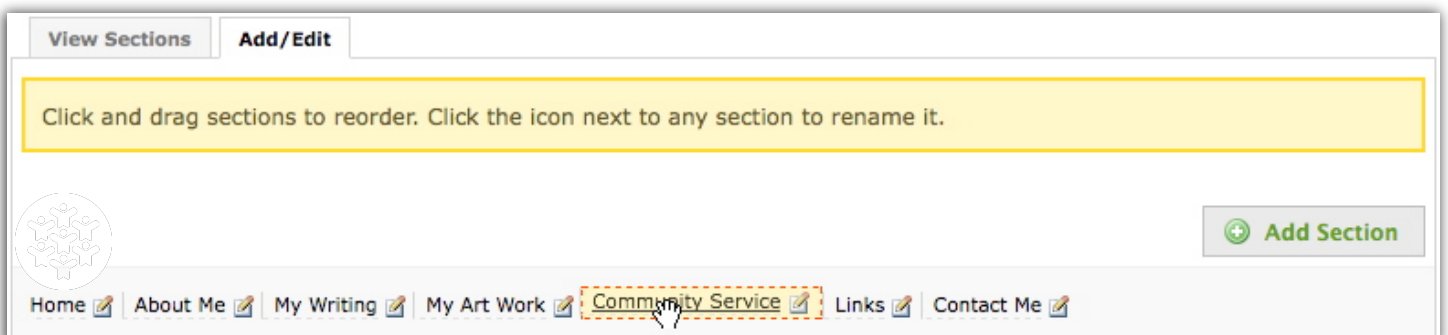 View Sections Add/Edit
Click and drag sections to reorder. Click the icon next to any section to rename it.
Add Section
Home About Me My Writing My Art Work Community Service Links Contact Me